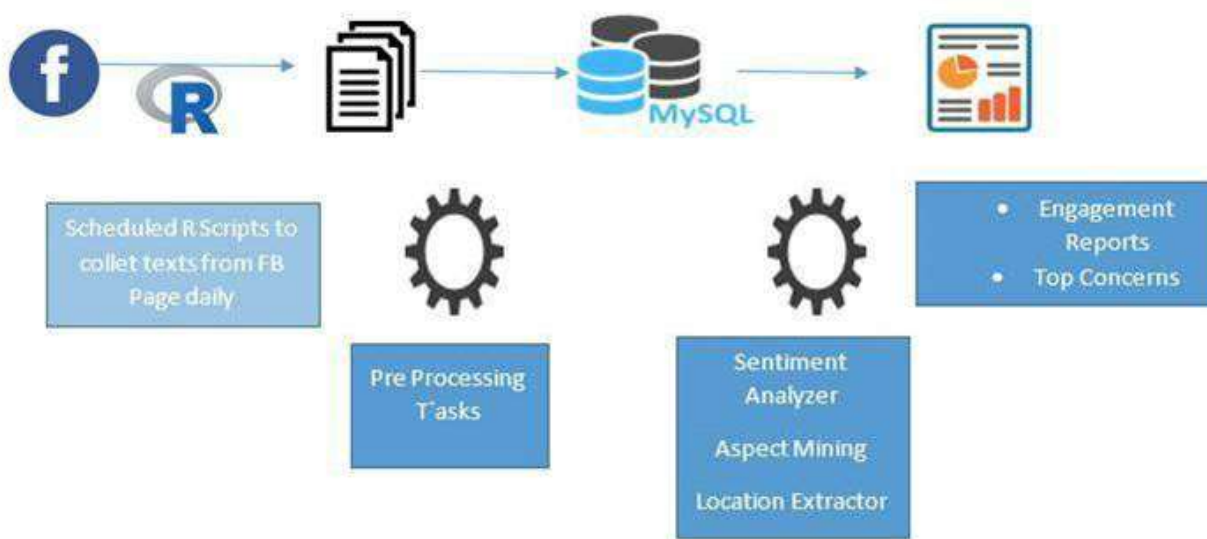 f
R
MySQL
Scheduled R Scripts to
collet texts from FB
Page daily
Pre Processing
T'asks
Sentiment
Analyzer
Aspect Mining
Location Extractor
• Engagement
Reports
• Top Concerns